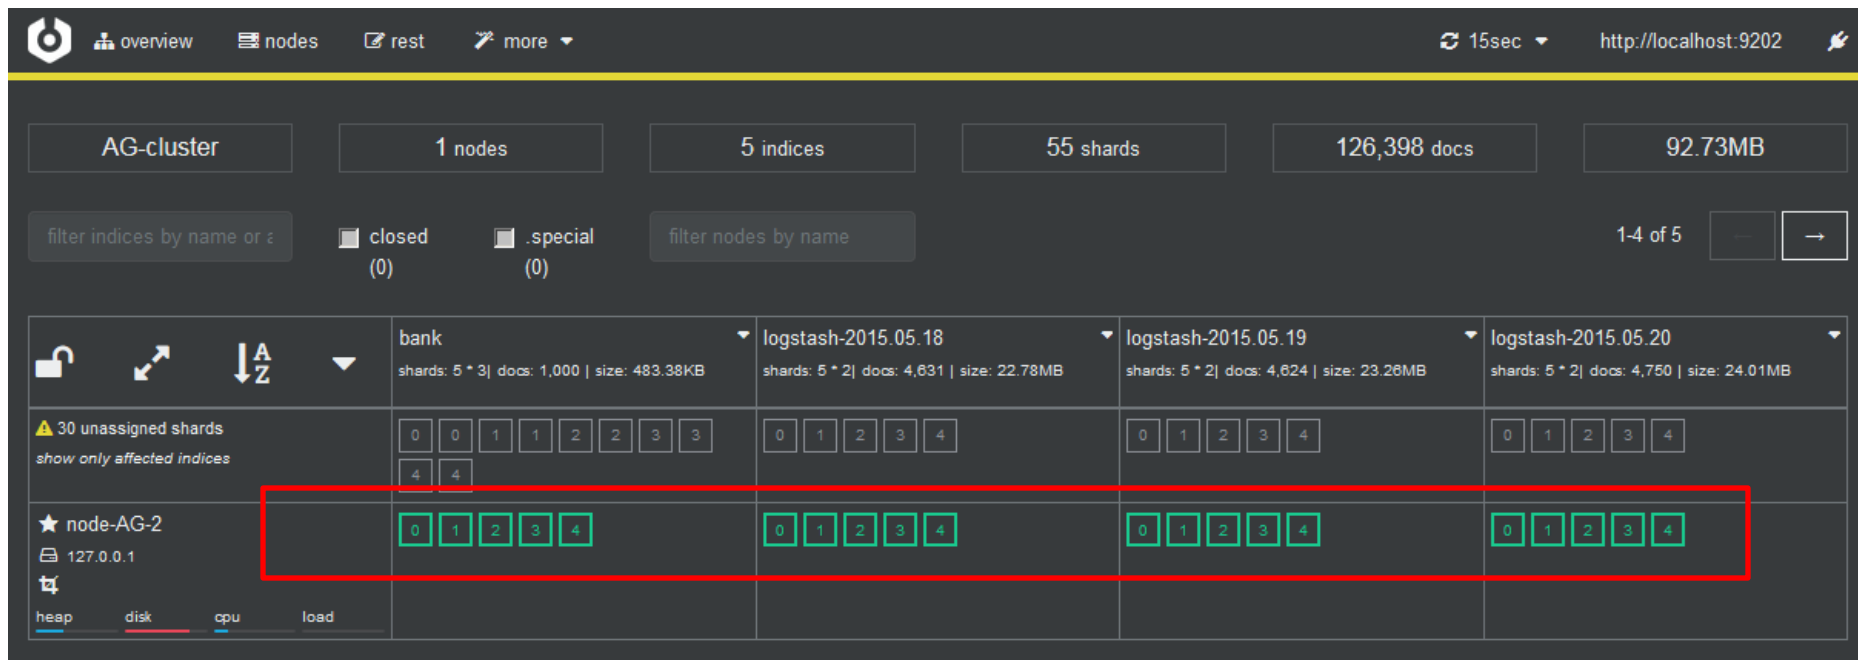 overview nodes rest more 15sec http://localhost:9202
AG-cluster 1 nodes 5 indices 55 shards 126,398 docs 92.73MB
filter indices by name or a closed .special filter nodes by name 1-4 of 5 ← →
(0) (0)
bank logstash-2015.05.18 logstash-2015.05.19 logstash-2015.05.20
A Z
shards: 5 * 3| docs: 1,000 | size: 483.38KB shards: 5 * 2| docs: 4,631 | size: 22.78MB shards: 5 * 2| docs: 4,624 | size: 23.26MB shards: 5 * 2| docs: 4,750 | size: 24.01MB
30 unassigned shards 0 0 1 1 2 2 3 3 0 1 2 3 4 0 1 2 3 4 0 1 2 3 4
show only affected indices
4 4
node-AG-2 0 1 2 3 4 0 1 2 3 4 0 1 2 3 4 0 1 2 3 4
127.0.0.1
heap disk cpu load